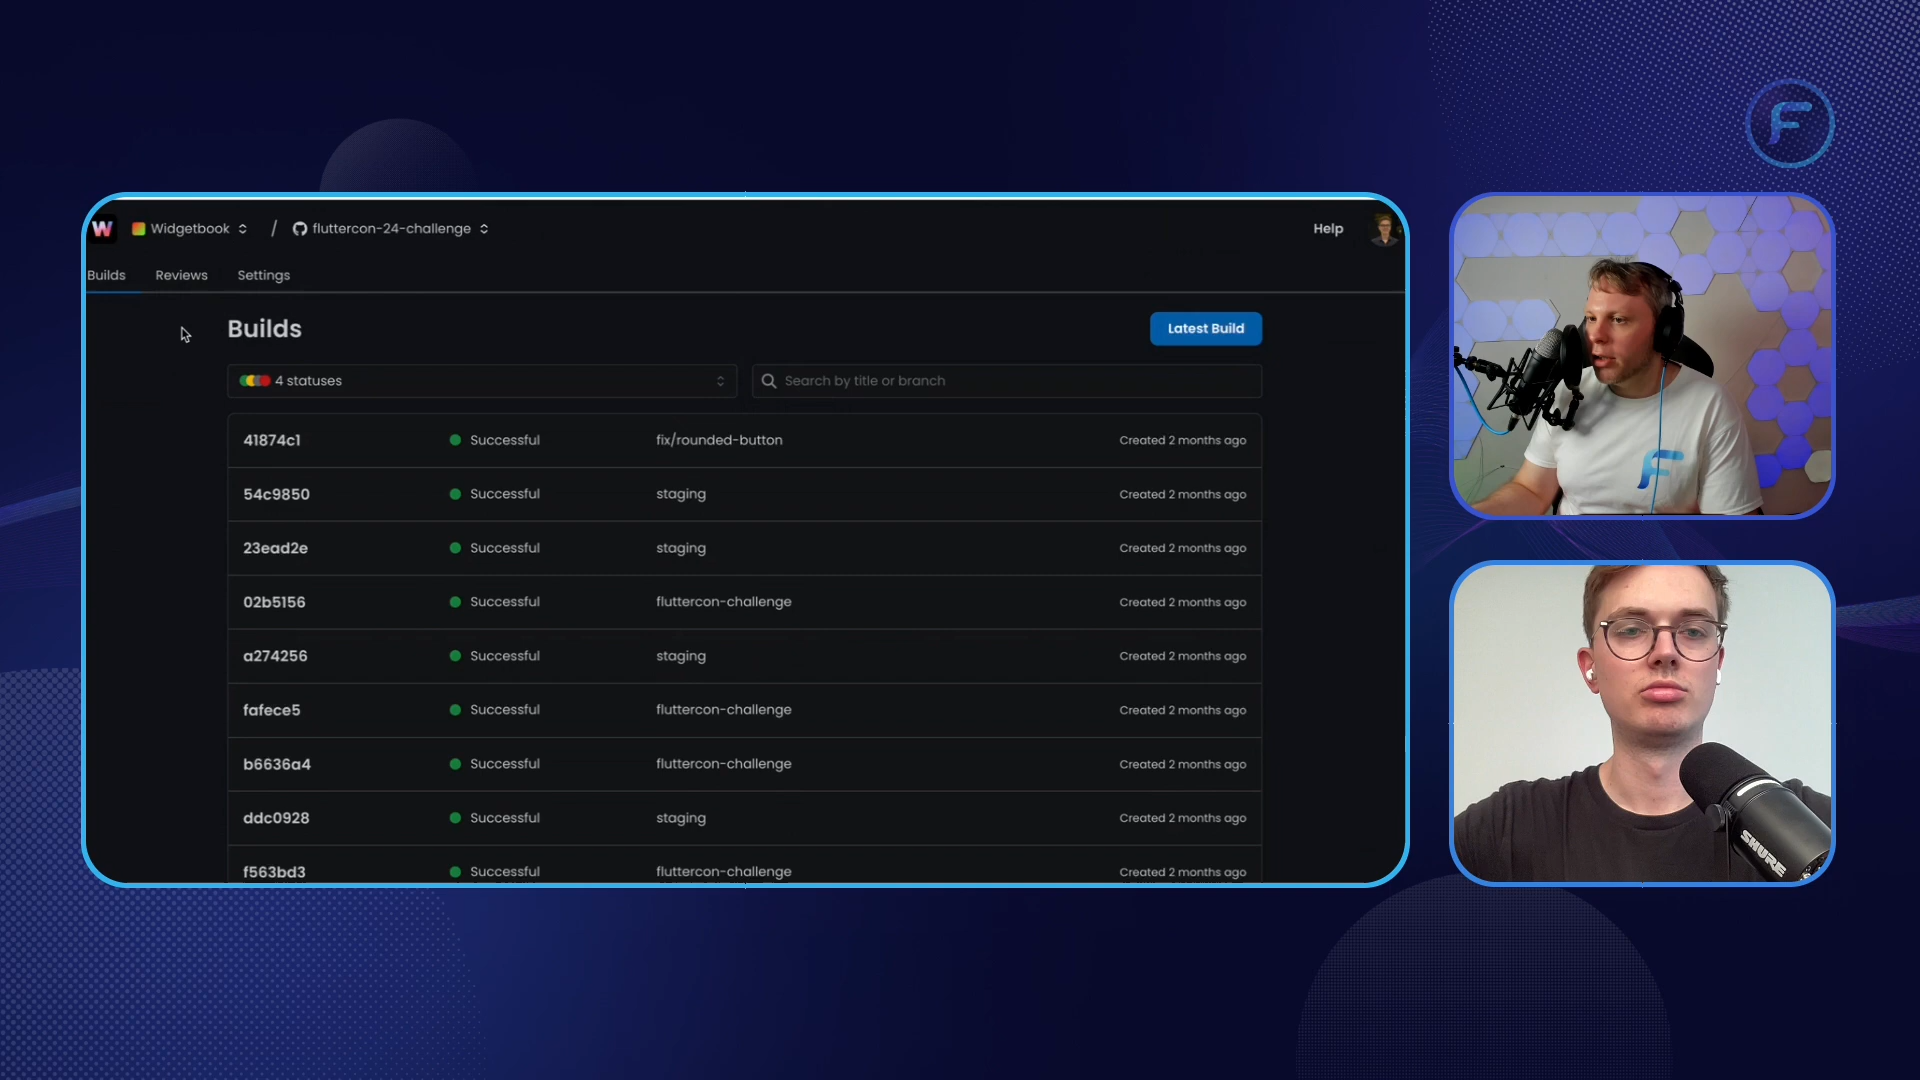 W Widgetbook / fluttercon-24-challenge Help
Builds Reviews Settings
Builds Latest Build
4 statuses Search by title or branch
41874c1 Successful fix/rounded-button Created 2 months ago
54c9850 Successful staging Created 2 months ago
23ead2e Successful staging Created 2 months ago
02b5156 Successful fluttercon-challenge Created 2 months ago
a274256 Successful staging Created 2 months ago
fafece5 Successful fluttercon-challenge Created 2 months ago
b6636a4 Successful fluttercon-challenge Created 2 months ago
ddc0928 Successful staging Created 2 months ago
f563bd3 Successful fluttercon-challenge Created 2 months ago
F
F
SHURE